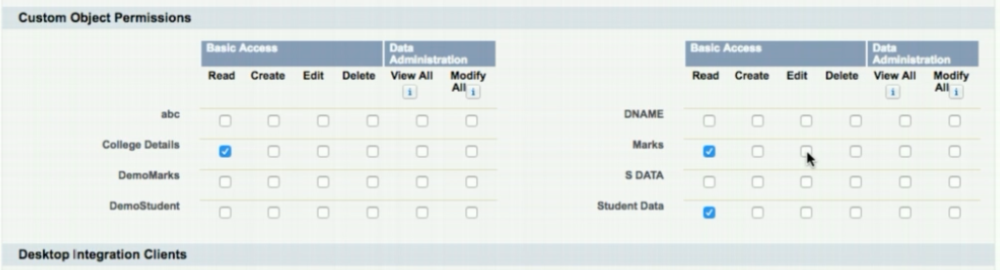 Custom Object Permissions
Basic Access Data Administration Basic Access Data Administration
Read Create Edit Delete View All Modify All Read Create Edit Delete View All Modify All
i i i i
abc DNAME
College Details Marks
DemoMarks S DATA
DemoStudent Student Data
Desktop Integration Clients